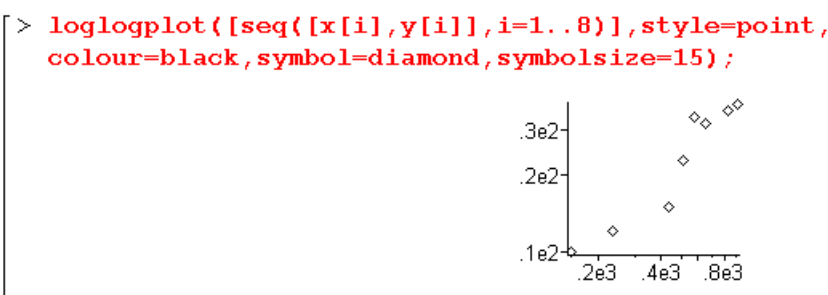 > loglogplot([seq([x[i],y[i]],i=1..8)],style=point,
colour=black,symbol=diamond,symbolsize=15);
.3e2
.2e2
.1e2
.2e3 .4e3 .8e3